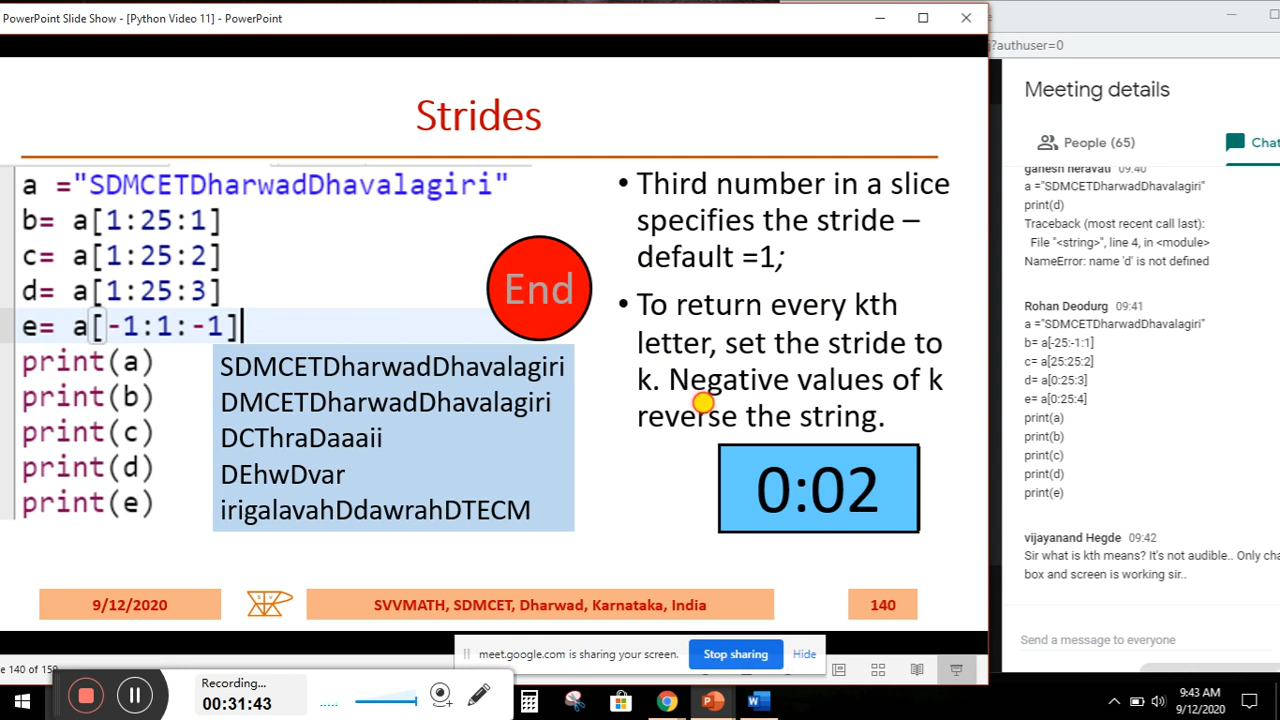 PowerPoint Slide Show - [Python Video 11] - PowerPoint
?authuser=0
Strides
a ="SDMCETDharwadDhavalagiri"
b= a[1:25:1]
c= a[1:25:2]
d= a[1:25:3]
e= a[-1:1:-1]
print(a)
print(b)
print(c)
print(d)
print(e)
SDMCETDharwadDhavalagiri
DMCETDharwadDhavalagiri
DCThraDaaaii
DEhwDvar
irigalavahDdawrahDTECM
End
• Third number in a slice
specifies the stride –
default =1;
• To return every kth
letter, set the stride to
k. Negative values of k
reverse the string.
0:02
9/12/2020
SVVMATH, SDMCET, Dharwad, Karnataka, India
140
Meeting details
People (65)
Chat
ganesh neravati 09:40
a ="SDMCETDharwadDhavalagiri"
print(d)
Traceback (most recent call last):
File "<string>", line 4, in <module>
NameError: name 'd' is not defined
Rohan Deodurg 09:41
a ="SDMCETDharwadDhavalagiri"
b= a[-25:-1:1]
c= a[25:25:2]
d= a[0:25:3]
e= a[0:25:4]
print(a)
print(b)
print(c)
print(d)
print(e)
vijayanand Hegde 09:42
Sir what is kth means? It's not audible.. Only cha
box and screen is working sir..
Send a message to everyone
meet.google.com is sharing your screen.
Stop sharing
Hide
140 of 159
Recording...
00:31:43
9:43 AM
9/12/2020